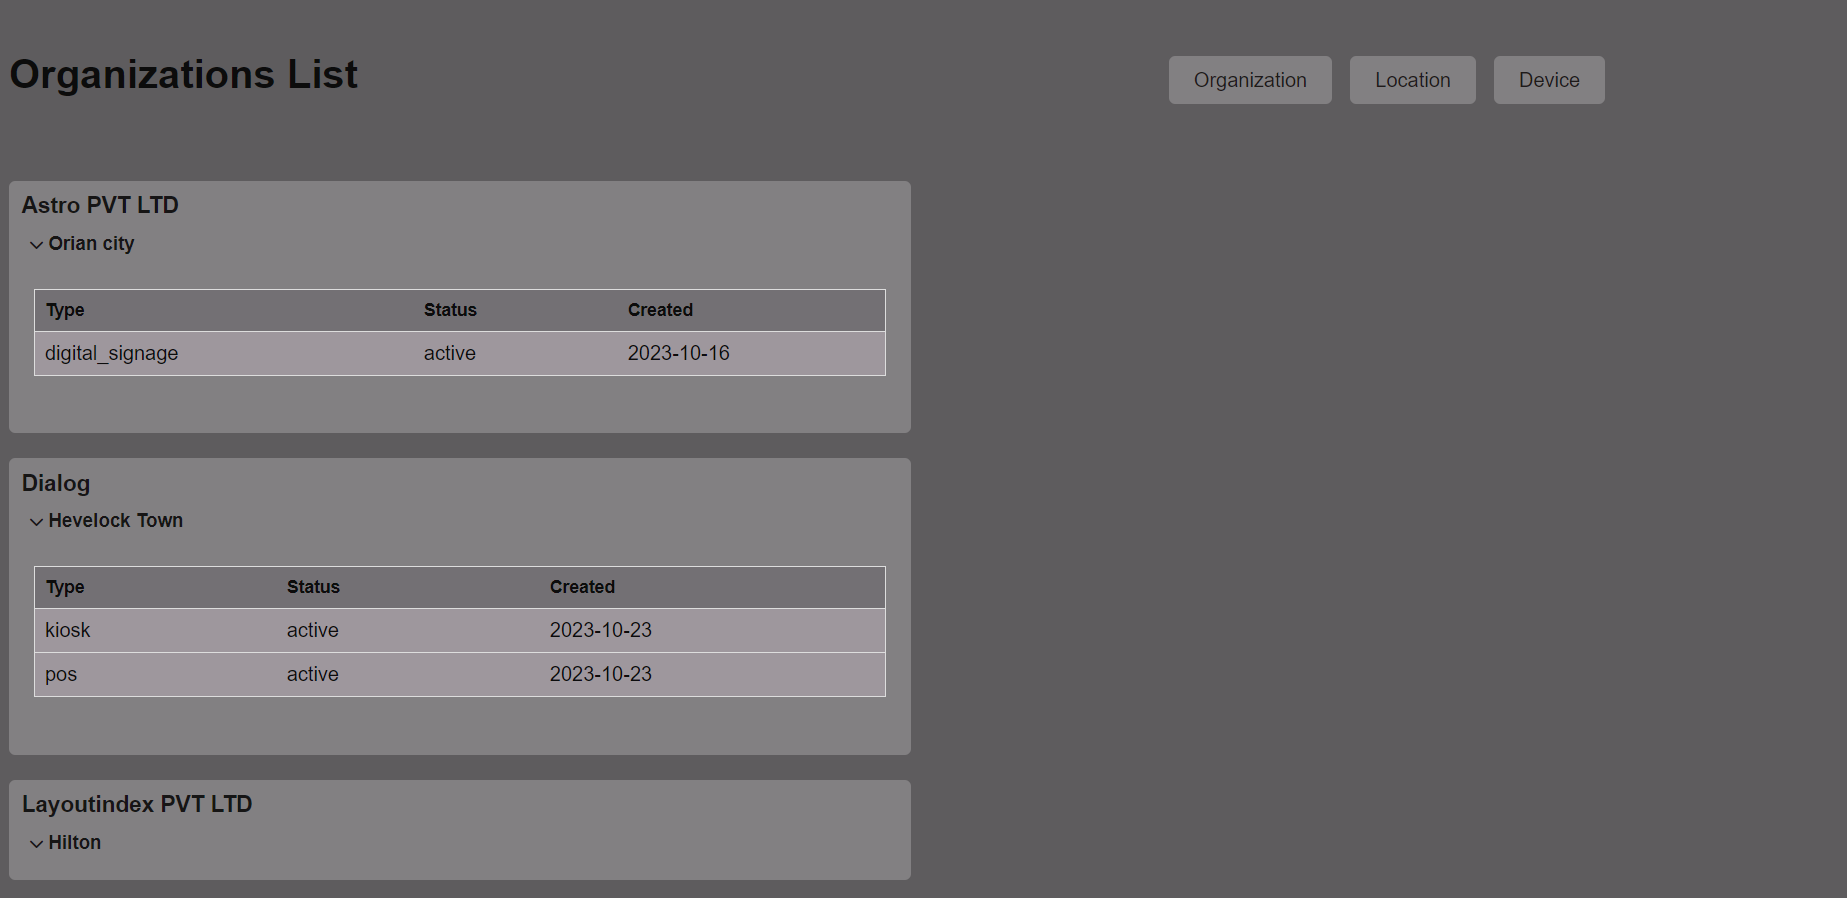 Organizations List
Organization Location Device
Astro PVT LTD
Orian city
Type Status Created
digital_signage active 2023-10-16
Dialog
Hevelock Town
Type Status Created
kiosk active 2023-10-23
pos active 2023-10-23
Layoutindex PVT LTD
Hilton